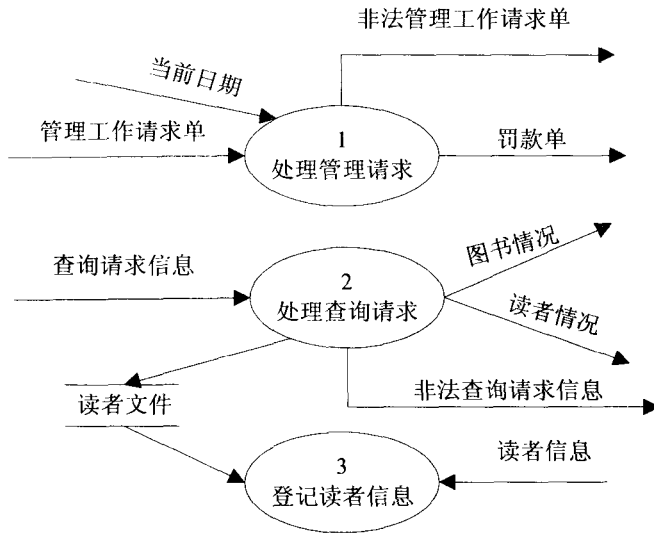 非法管理工作请求单
当前日期
管理工作请求单
1
处理管理请求
罚款单
图书情况
查询请求信息
2
处理查询请求
读者情况
读者文件
非法查询请求信息
3
登记读者信息
读者信息